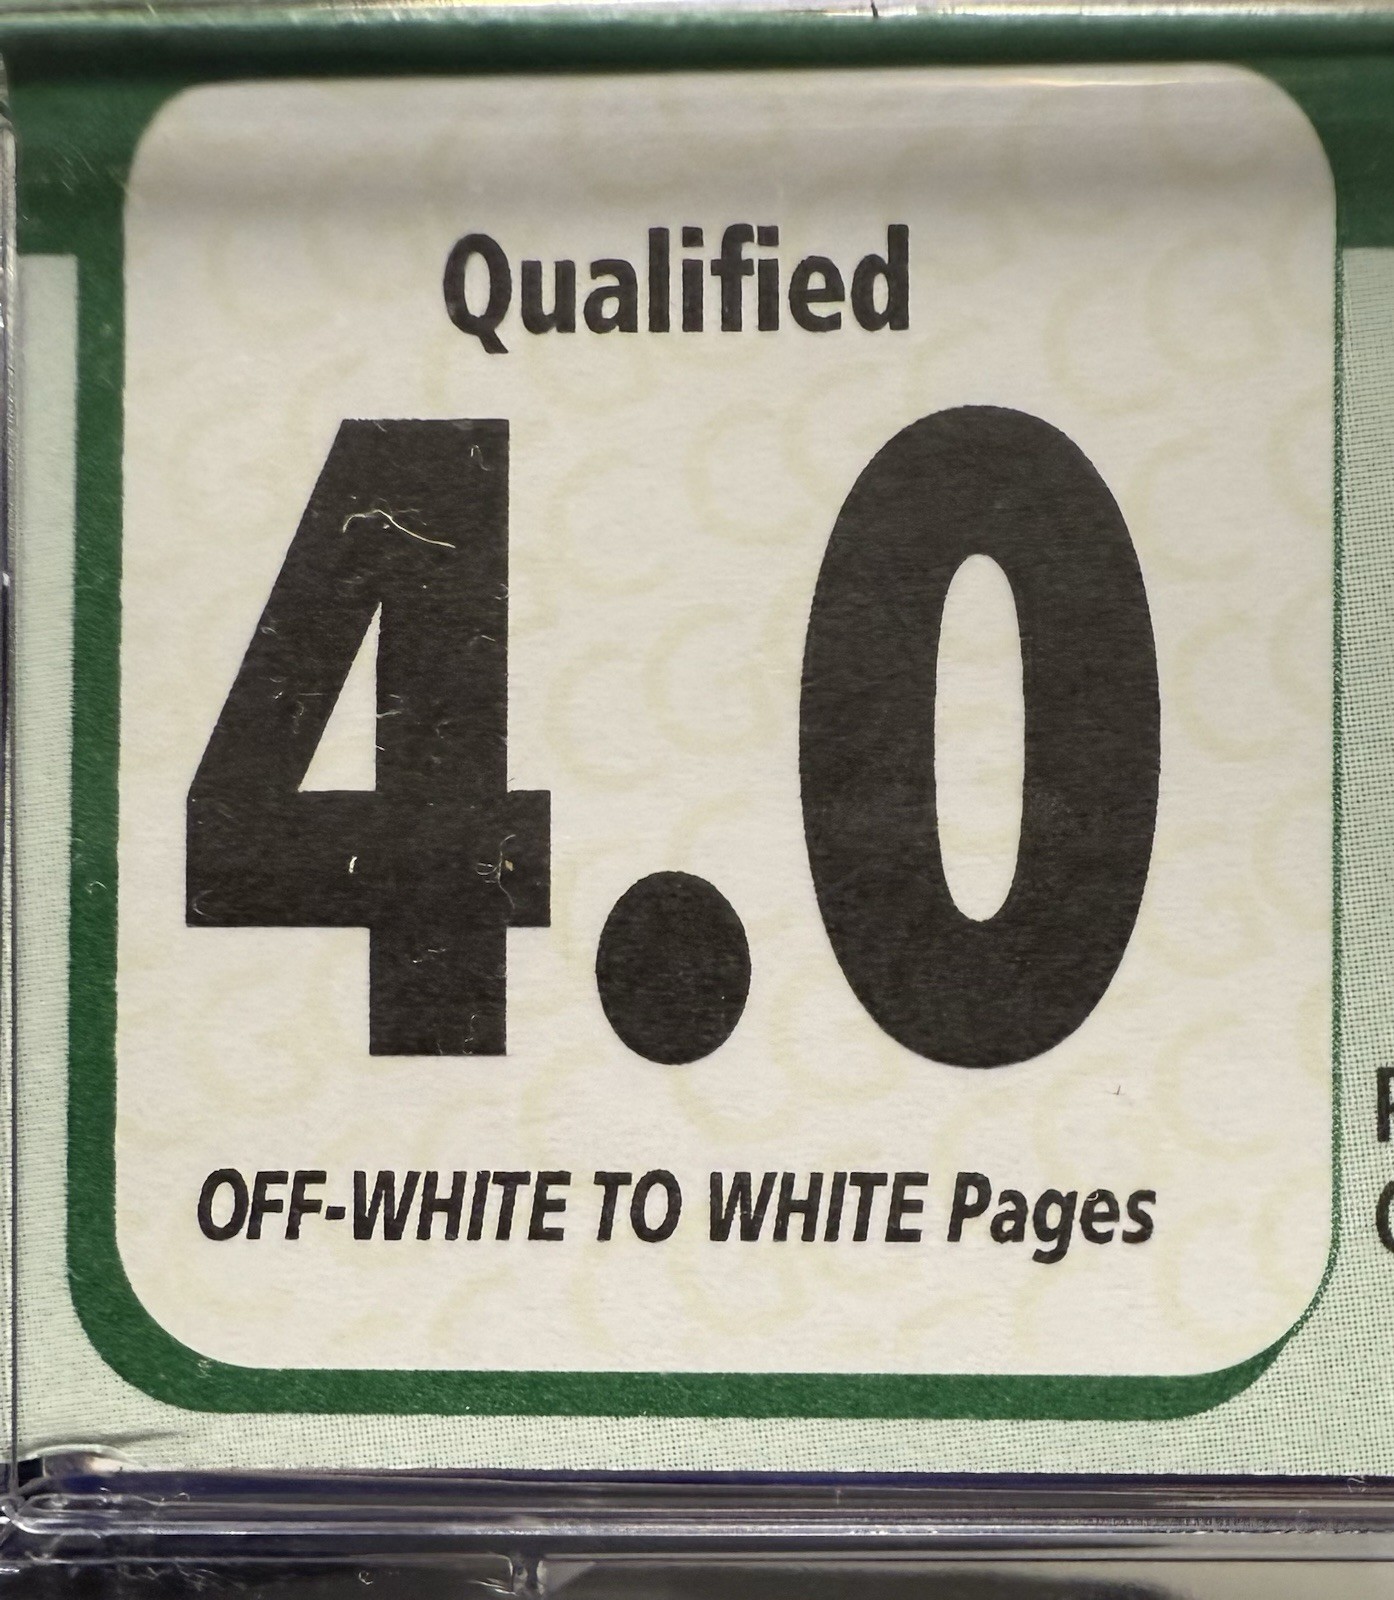 Qualified
4.0
OFF-WHITE TO WHITE Pages